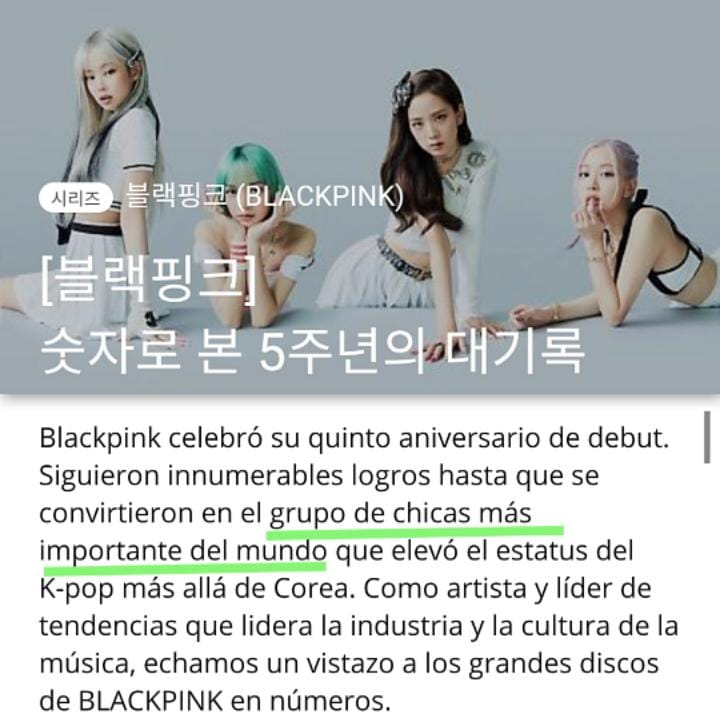 시리즈 블랙핑크 (BLACKPINK)
[블랙핑크]
숫자로 본 5주년의 대기록
Blackpink celebró su quinto aniversario de debut.
Siguieron innumerables logros hasta que se
convirtieron en el grupo de chicas más
importante del mundo que elevó el estatus del
K-pop más allá de Corea. Como artista y líder de
tendencias que lidera la industria y la cultura de la
música, echamos un vistazo a los grandes discos
de BLACKPINK en números.